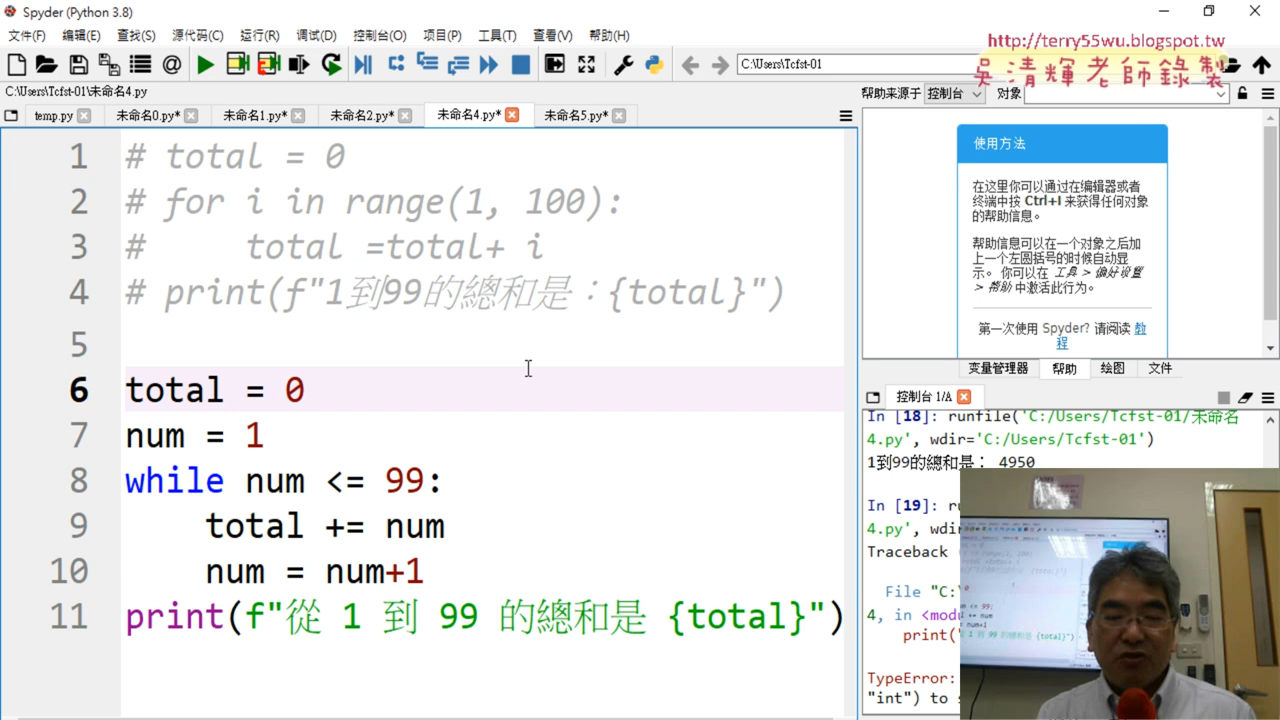 Spyder (Python 3.8)
文件(F) 编辑(E) 查找(S) 源代码(C) 运行(R) 调试(D) 控制台(O) 项目(P) 工具(T) 查看(V) 帮助(H)
http://terry55wu.blogspot.tw
吳清輝老師錄製
C:\Users\Tcfst-01
C:\Users\Tcfst-01\未命名4.py
帮助来源于 控制台 对象
temp.py 未命名0.py* 未命名1.py* 未命名2.py* 未命名4.py* 未命名5.py*
1 # total = 0
2 # for i in range(1, 100):
3 #     total =total+ i
4 # print(f"1到99的總和是：{total}")
5
6 total = 0
7 num = 1
8 while num <= 99:
9     total += num
10     num = num+1
11 print(f"從 1 到 99 的總和是 {total}")
使用方法
在这里你可以通过在编辑器或者
终端中按 Ctrl+I 来获得任何对象
的帮助信息。
帮助信息可以在一个对象之后加
上一个左圆括号的时候自动显
示。 你可以在 工具 > 偏好设置
> 帮助 中激活此行为。
第一次使用 Spyder? 请阅读 教
程
变量管理器 帮助 绘图 文件
控制台 1/A
In [18]: runfile('C:/Users/Tcfst-01/未命名
4.py', wdir='C:/Users/Tcfst-01')
1到99的總和是： 4950
In [19]:
4.py', wdir
Traceback
File "C:
4, in <modu
print('
TypeError:
"int") to